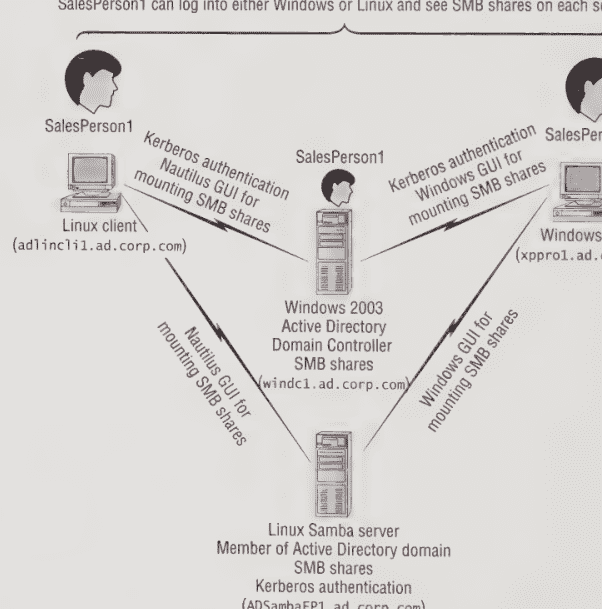 SalesPerson1 can log into either Windows or Linux and see SMB shares on each
SalesPerson1
Kerberos authentication
Nautilus GUI for
mounting SMB shares
SalesPerson1
Kerberos authentication
Windows GUI for
mounting SMB shares
Linux client
(adlincli1.ad.corp.com)
Windows
Windows 2003
Active Directory
Domain Controller
SMB shares
(windc1.ad.corp.com)
Nautilus GUI for
mounting SMB shares
Windows GUI for
mounting SMB shares
Linux Samba server
Member of Active Directory domain
SMB shares
Kerberos authentication
(ADSambaFP1.ad.corp.com)